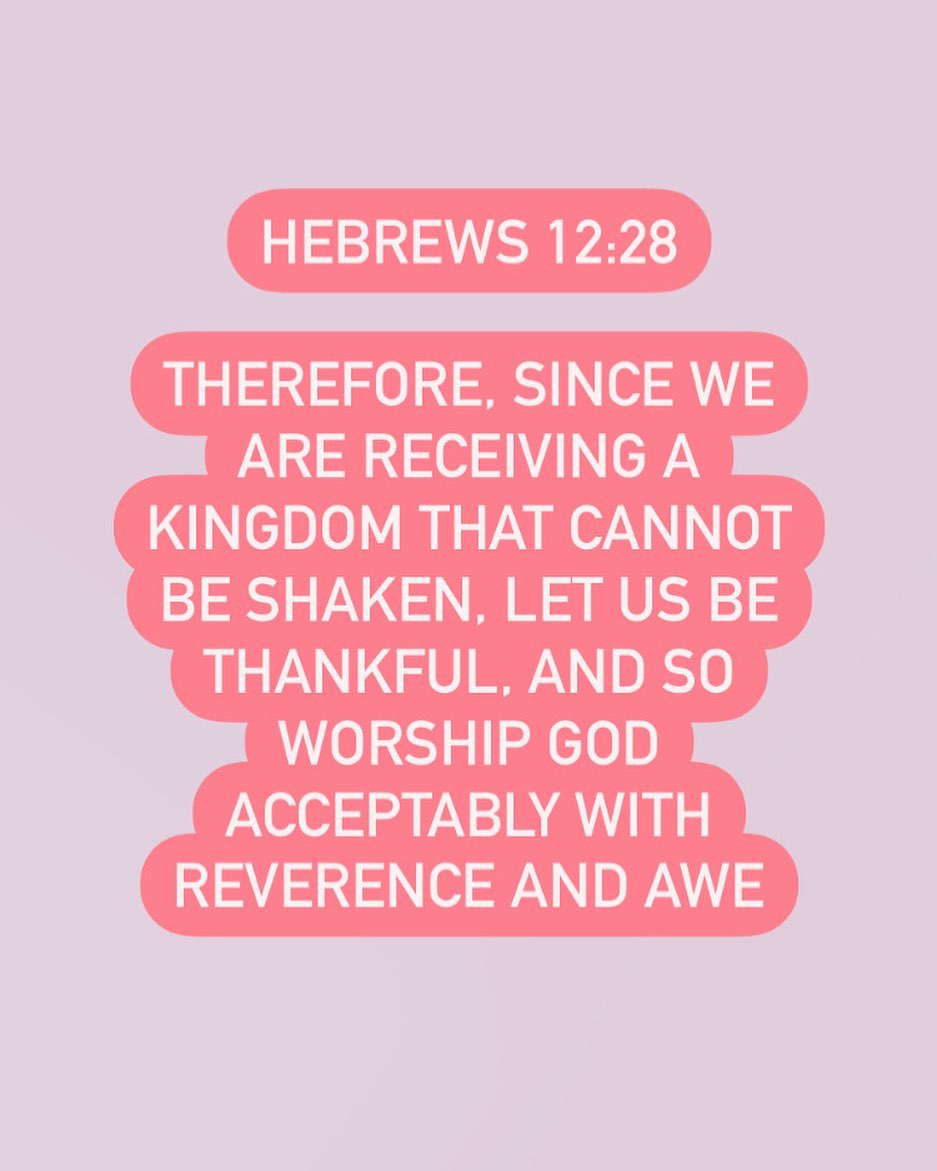 HEBREWS 12:28
THEREFORE, SINCE WE
ARE RECEIVING A
KINGDOM THAT CANNOT
BE SHAKEN, LET US BE
THANKFUL, AND SO
WORSHIP GOD
ACCEPTABLY WITH
REVERENCE AND AWE